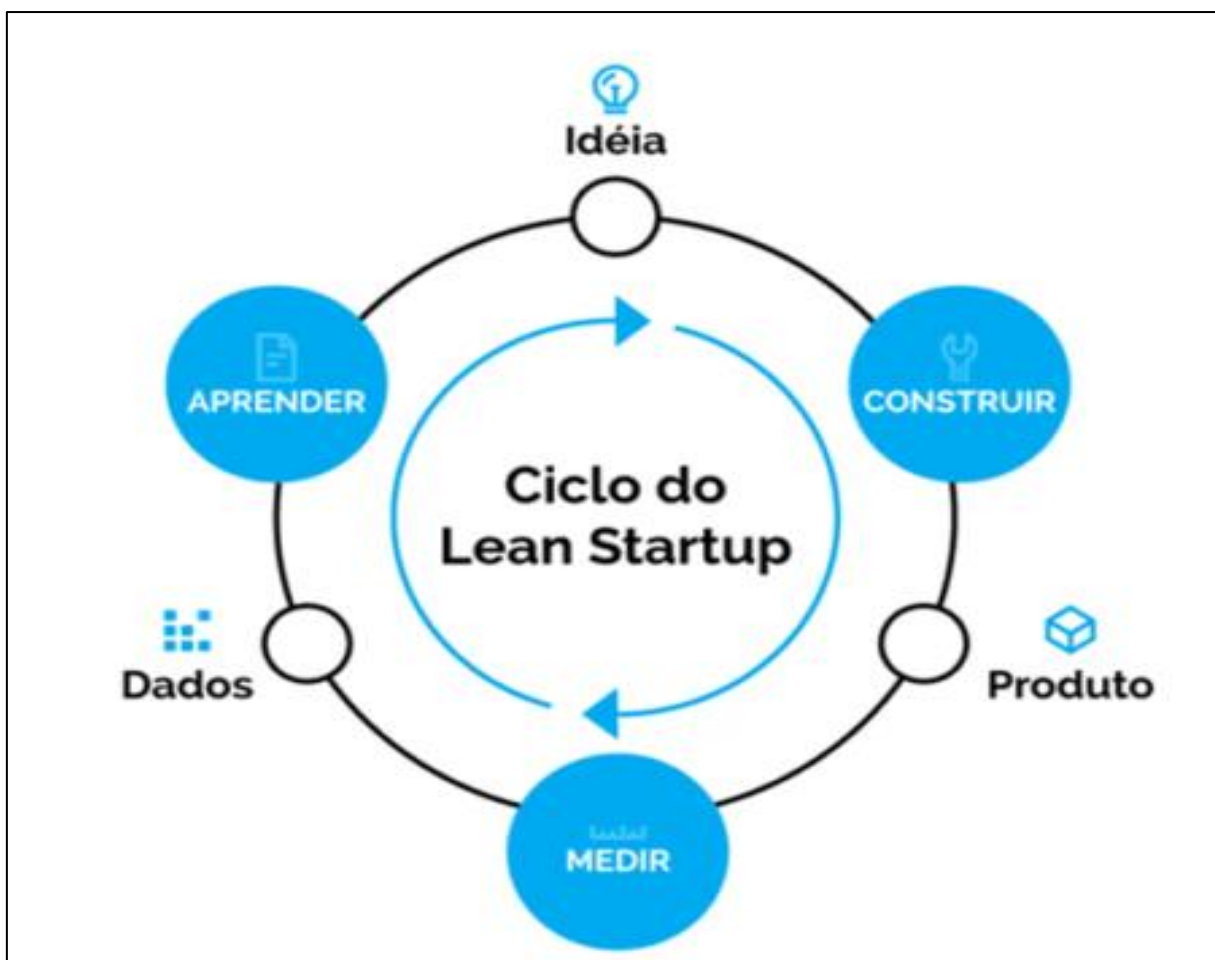 Idéia
APRENDER
CONSTRUIR
Ciclo do
Lean Startup
Dados
Produto
MEDIR